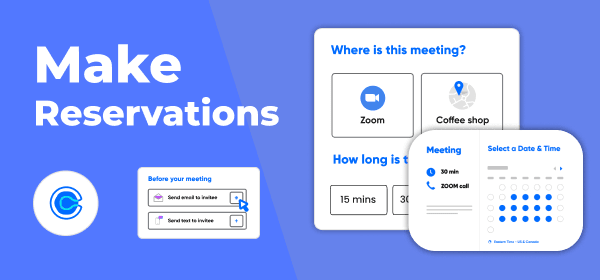 Make
Reservations
Before your meeting
Send email to invitee
Send text to invitee
Where is this meeting?
Zoom
Coffee shop
How long is t
15 mins
30
Meeting
30 min
ZOOM call
Select a Date & Time
Eastern Time - US & Canada